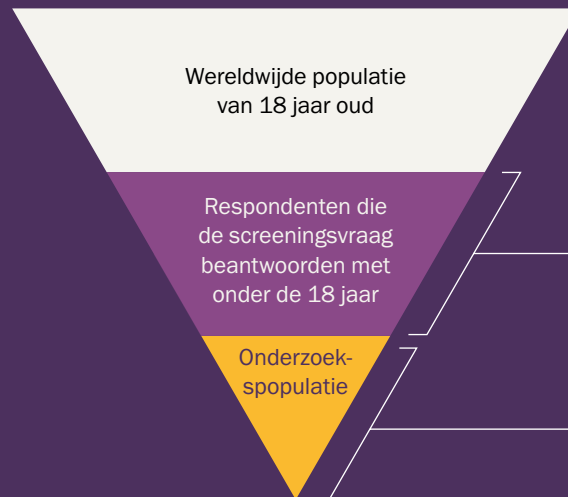 Wereldwijde populatie
van 18 jaar oud
Respondenten die
de screeningsvraag
beantwoorden met
onder de 18 jaar
Onderzoek-
spopulatie